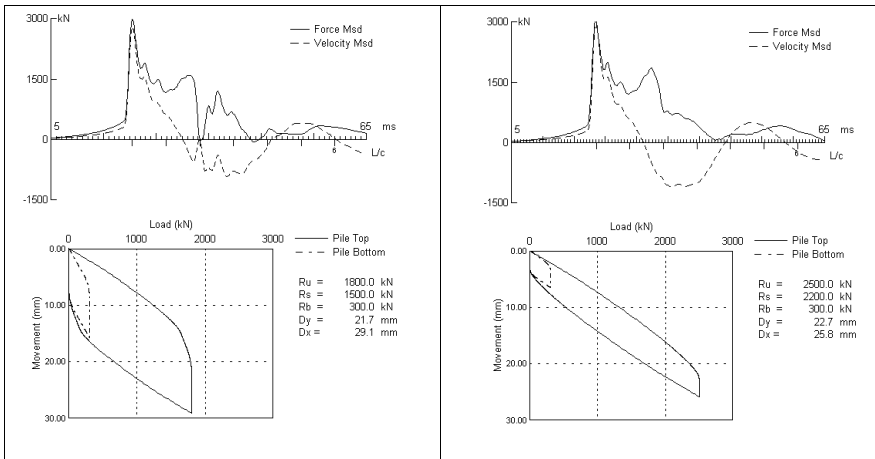 3000
kN
Force Msd
Velocity Msd
1500
5
65
ms
0
6
L/c
-1500
Load (kN)
0
1000
2000
3000
0.00
10.00
20.00
30.00
Movement (mm)
Pile Top
Pile Bottom
Ru = 1800.0 kN
Rs = 1500.0 kN
Rb = 300.0 kN
Dy = 21.7 mm
Dx = 29.1 mm
3000
kN
Force Msd
Velocity Msd
1500
5
65
ms
0
6
L/c
-1500
Load (kN)
0
1000
2000
3000
0.00
10.00
20.00
30.00
Movement (mm)
Pile Top
Pile Bottom
Ru = 2500.0 kN
Rs = 2200.0 kN
Rb = 300.0 kN
Dy = 22.7 mm
Dx = 25.8 mm